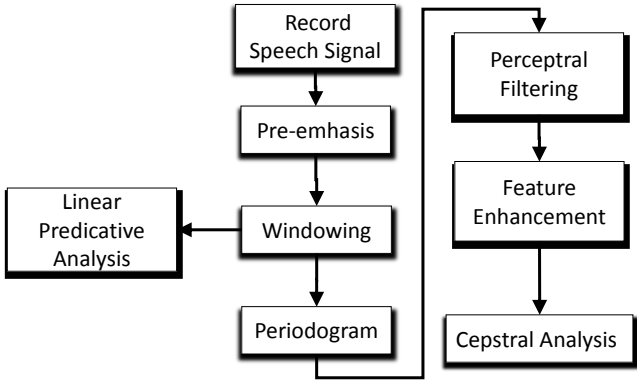 Record
Speech Signal
Pre-emhasis
Windowing
Linear
Predicative
Analysis
Periodogram
Perceptral
Filtering
Feature
Enhancement
Cepstral Analysis